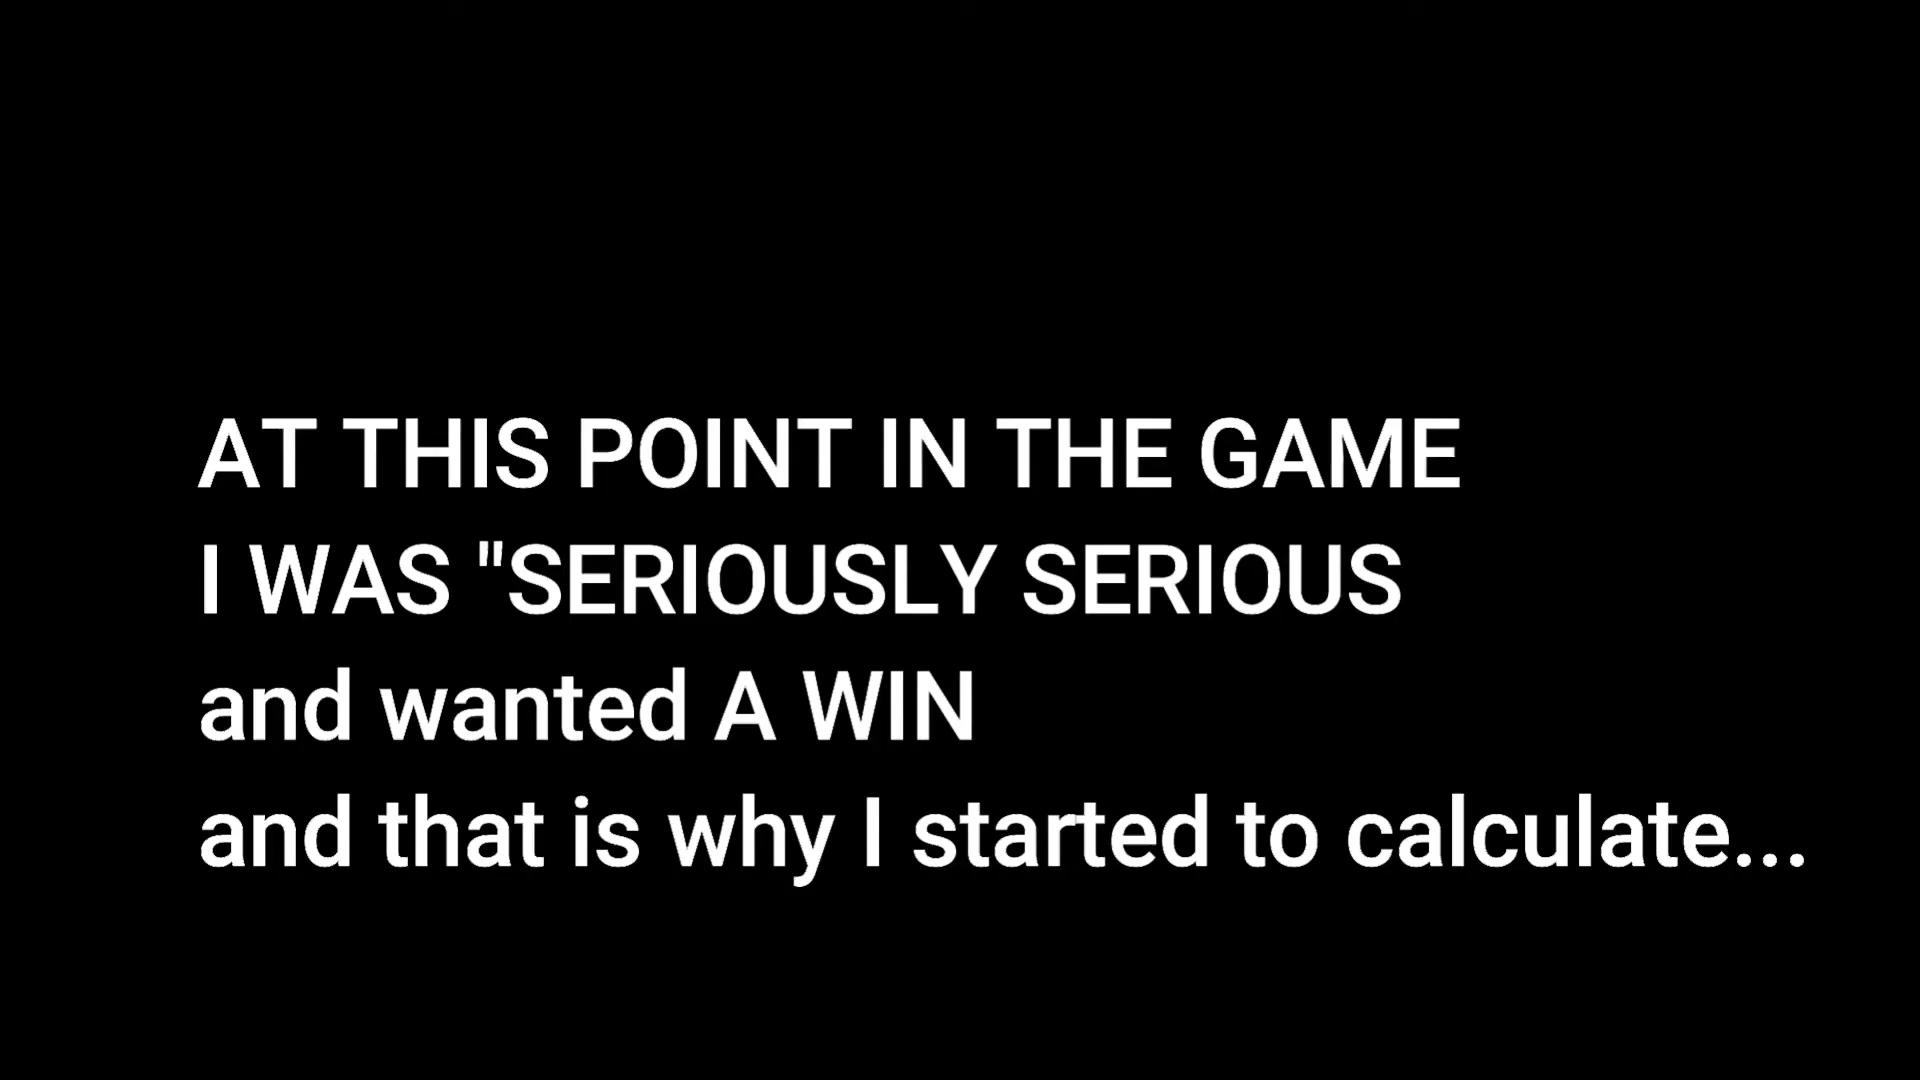 AT THIS POINT IN THE GAME
I WAS "SERIOUSLY SERIOUS
and wanted A WIN
and that is why I started to calculate...